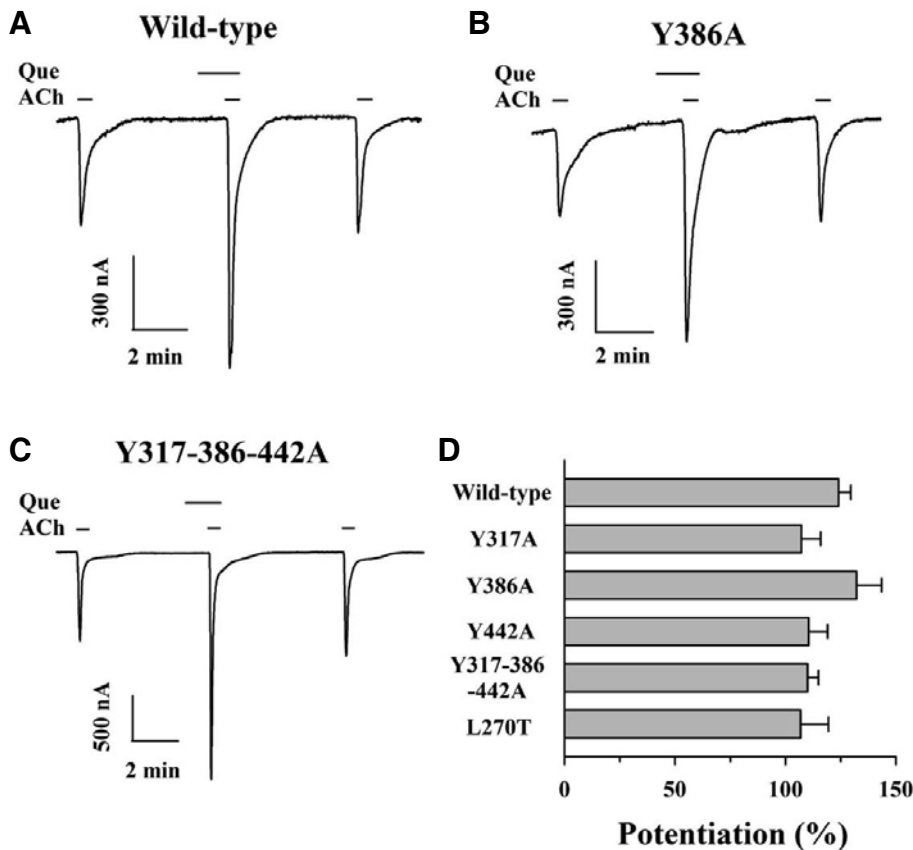 A
Wild-type
Que
ACh
300 nA
2 min
B
Y386A
Que
ACh
300 nA
2 min
C
Y317-386-442A
Que
ACh
500 nA
2 min
D
Wild-type
Y317A
Y386A
Y442A
Y317-386
-442A
L270T
0 50 100 150
Potentiation (%)